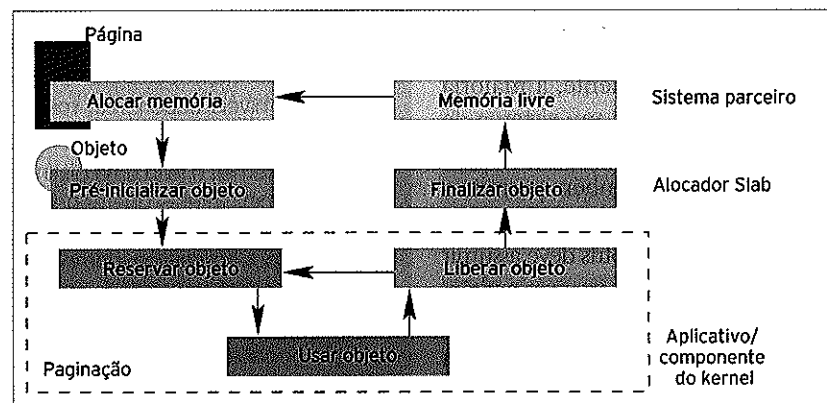 Página
Alocar memória
Memória livre
Sistema parceiro
Objeto
Pré-inicializar objeto
Finalizar objeto
Alocador Slab
Reservar objeto
Liberar objeto
Usar objeto
Paginação
Aplicativo/
componente
do kernel